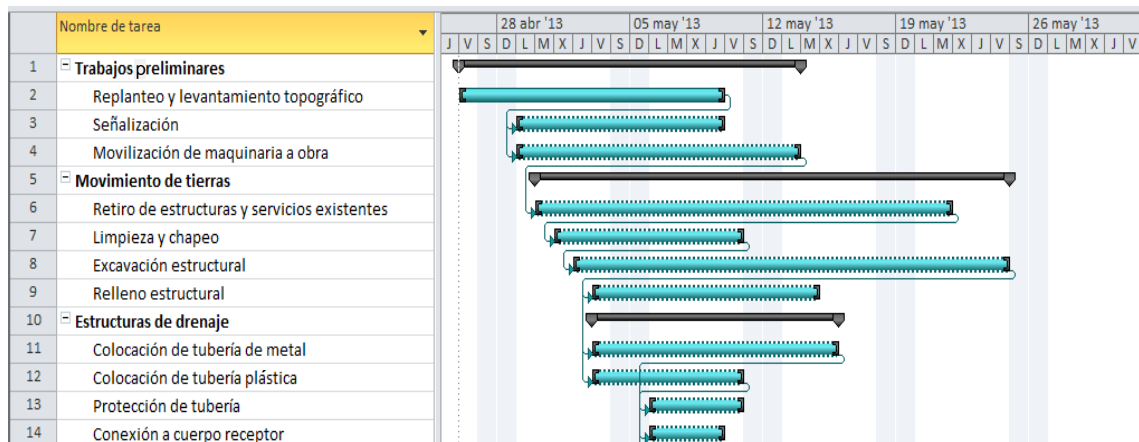 Nombre de tarea
28 abr '13 05 may '13 12 may '13 19 may '13 26 may '13
J V S D L M X J V S D L M X J V S D L M X J V S D L M X J V S D L M X J V
1 Trabajos preliminares
2 Replanteo y levantamiento topográfico
3 Señalización
4 Movilización de maquinaria a obra
5 Movimiento de tierras
6 Retiro de estructuras y servicios existentes
7 Limpieza y chapeo
8 Excavación estructural
9 Relleno estructural
10 Estructuras de drenaje
11 Colocación de tubería de metal
12 Colocación de tubería plástica
13 Protección de tubería
14 Conexión a cuerpo receptor